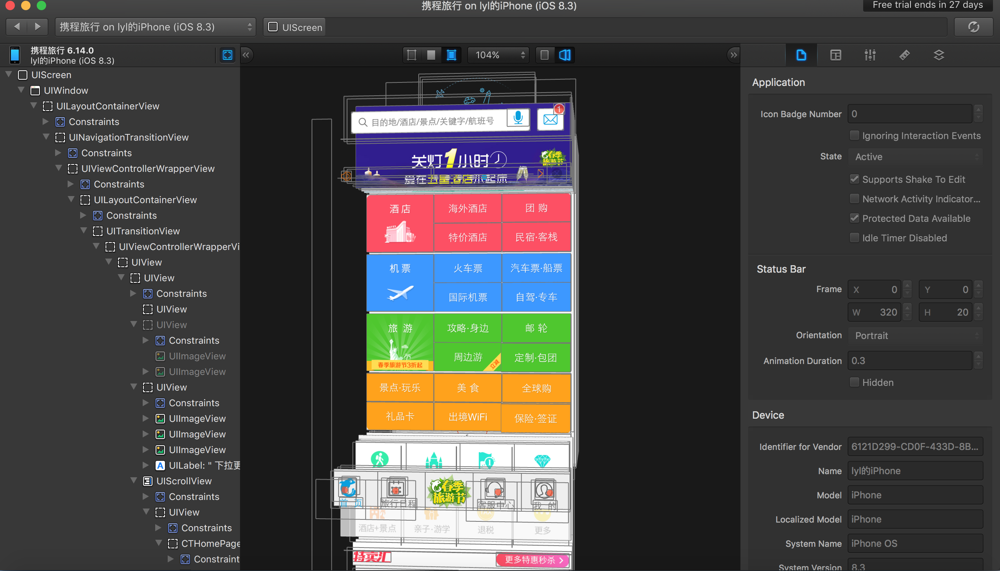 携程旅行 on lyl的iPhone (iOS 8.3)
Free trial ends in 27 days
携程旅行 on lyl的iPhone (iOS 8.3)
UIScreen
携程旅行 6.14.0
lyl的iPhone (iOS 8.3)
104%
UIScreen
UIWindow
UILayoutContainerView
Constraints
UINavigationTransitionView
Constraints
UIViewControllerWrapperView
Constraints
UILayoutContainerView
Constraints
UITransitionView
UIViewControllerWrapperVi
UIView
UIView
Constraints
UIView
UIView
Constraints
UIImageView
UIImageView
UIView
Constraints
UIImageView
UIImageView
UIImageView
UILabel: " 下拉更
UIScrollView
Constraints
UIView
Constraints
CTHomePage
Constraint
目的地/酒店/景点/关键字/航班号
1
关灯1小时
春季
旅游节
爱在五星酒店不起床
酒店
海外酒店
团购
HOTEL
特价酒店
民宿·客栈
机票
火车票
汽车票·船票
国际机票
自驾·专车
旅 游
攻略·身边
邮轮
周边游
立减
定制·包团
春季旅游节3折起
景点·玩乐
美食
全球购
礼品卡
出境WiFi
保险·签证
首 页
旅行日程
春季
旅游节
客服中心
我 的
酒店+景点
亲子·游学
退税
更多
特卖汇
更多特惠秒杀
Application
Icon Badge Number
0
Ignoring Interaction Events
State
Active
Supports Shake To Edit
Network Activity Indicator...
Protected Data Available
Idle Timer Disabled
Status Bar
Frame
X 0
Y 0
W 320
H 20
Orientation
Portrait
Animation Duration
0.3
Hidden
Device
Identifier for Vendor
6121D299-CD0F-433D-8B...
Name
lyl的iPhone
Model
iPhone
Localized Model
iPhone
System Name
iPhone OS
System Version
8.3